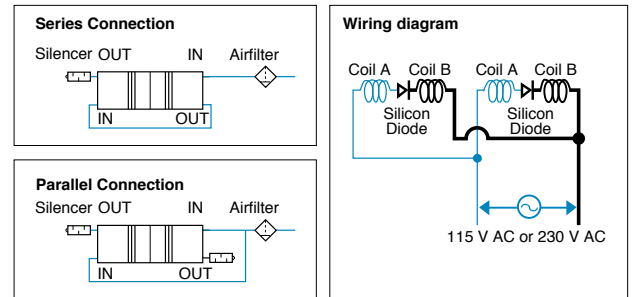 Series Connection
Silencer OUT IN Airfilter
IN OUT
Parallel Connection
Silencer OUT IN Airfilter
IN OUT
Wiring diagram
Coil A Coil B Coil A Coil B
Silicon Silicon
Diode Diode
115 V AC or 230 V AC